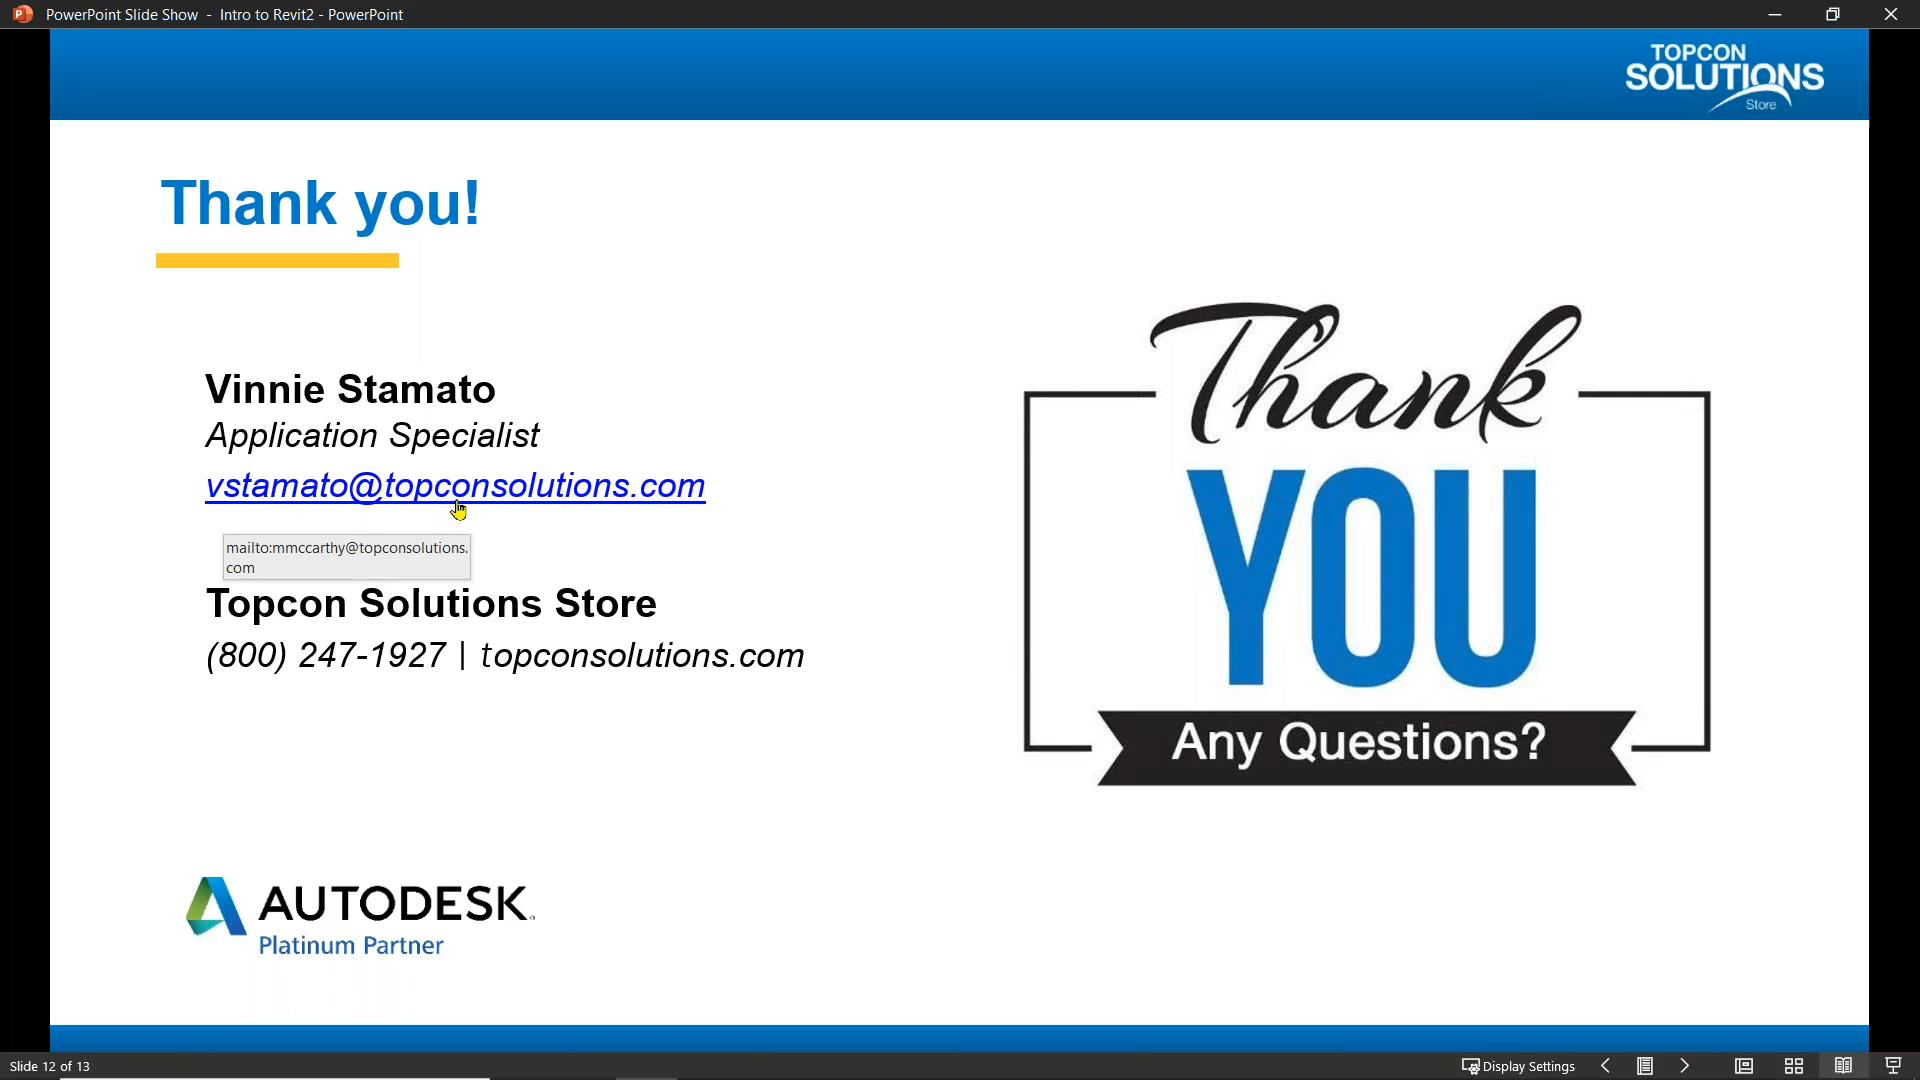 PowerPoint Slide Show - Intro to Revit2 - PowerPoint
TOPCON
SOLUTIONS
Store
Thank you!
Vinnie Stamato
Application Specialist
vstamato@topconsolutions.com
mailto:mmccarthy@topconsolutions.
com
Topcon Solutions Store
(800) 247-1927 | topconsolutions.com
Thank
YOU
Any Questions?
AUTODESK®
Platinum Partner
Slide 12 of 13
Display Settings